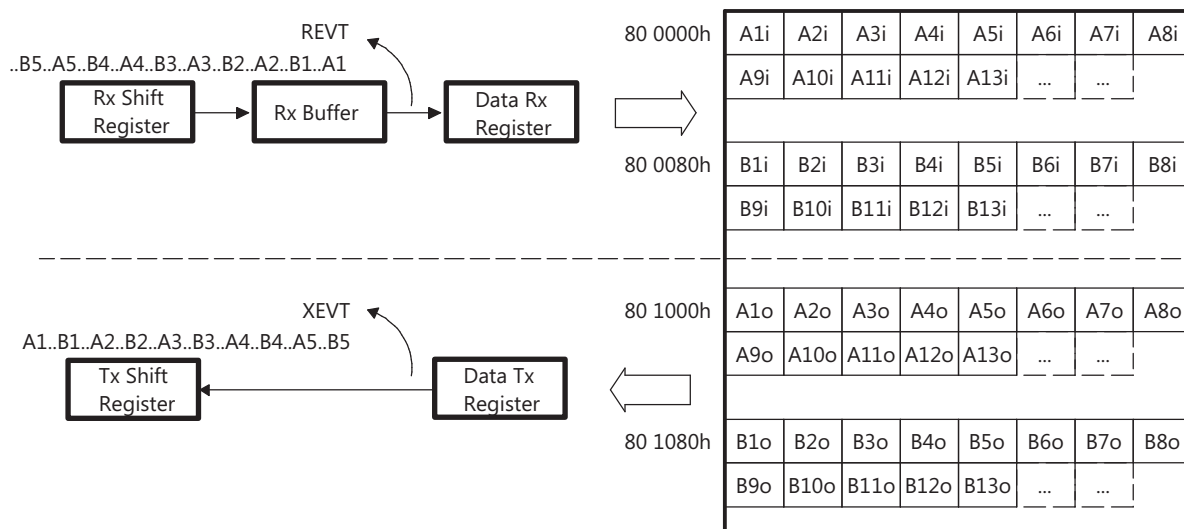 REVT
..B5..A5..B4..A4..B3..A3..B2..A2..B1..A1
Rx Shift
Register
Rx Buffer
Data Rx
Register
80 0000h
A1i A2i A3i A4i A5i A6i A7i A8i
A9i A10i A11i A12i A13i ... ...
80 0080h
B1i B2i B3i B4i B5i B6i B7i B8i
B9i B10i B11i B12i B13i ... ...
XEVT
A1..B1..A2..B2..A3..B3..A4..B4..A5..B5
Tx Shift
Register
Data Tx
Register
80 1000h
A1o A2o A3o A4o A5o A6o A7o A8o
A9o A10o A11o A12o A13o ... ...
80 1080h
B1o B2o B3o B4o B5o B6o B7o B8o
B9o B10o B11o B12o B13o ... ...